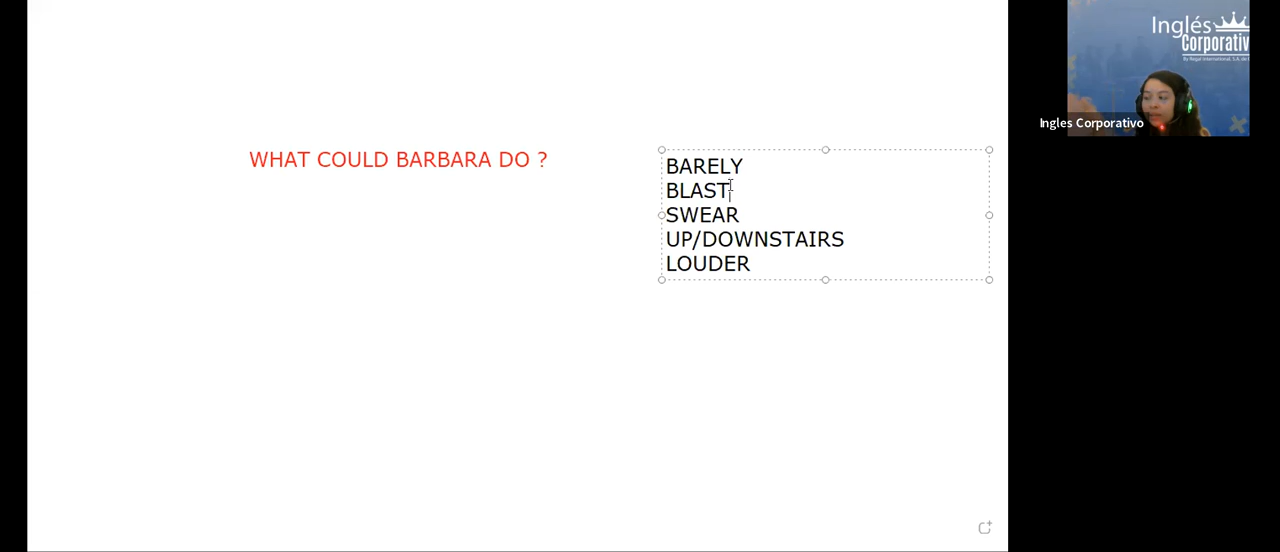 WHAT COULD BARBARA DO ?
BARELY
BLAST
SWEAR
UP/DOWNSTAIRS
LOUDER
Inglés
Corporativ
Ingles Corporativo